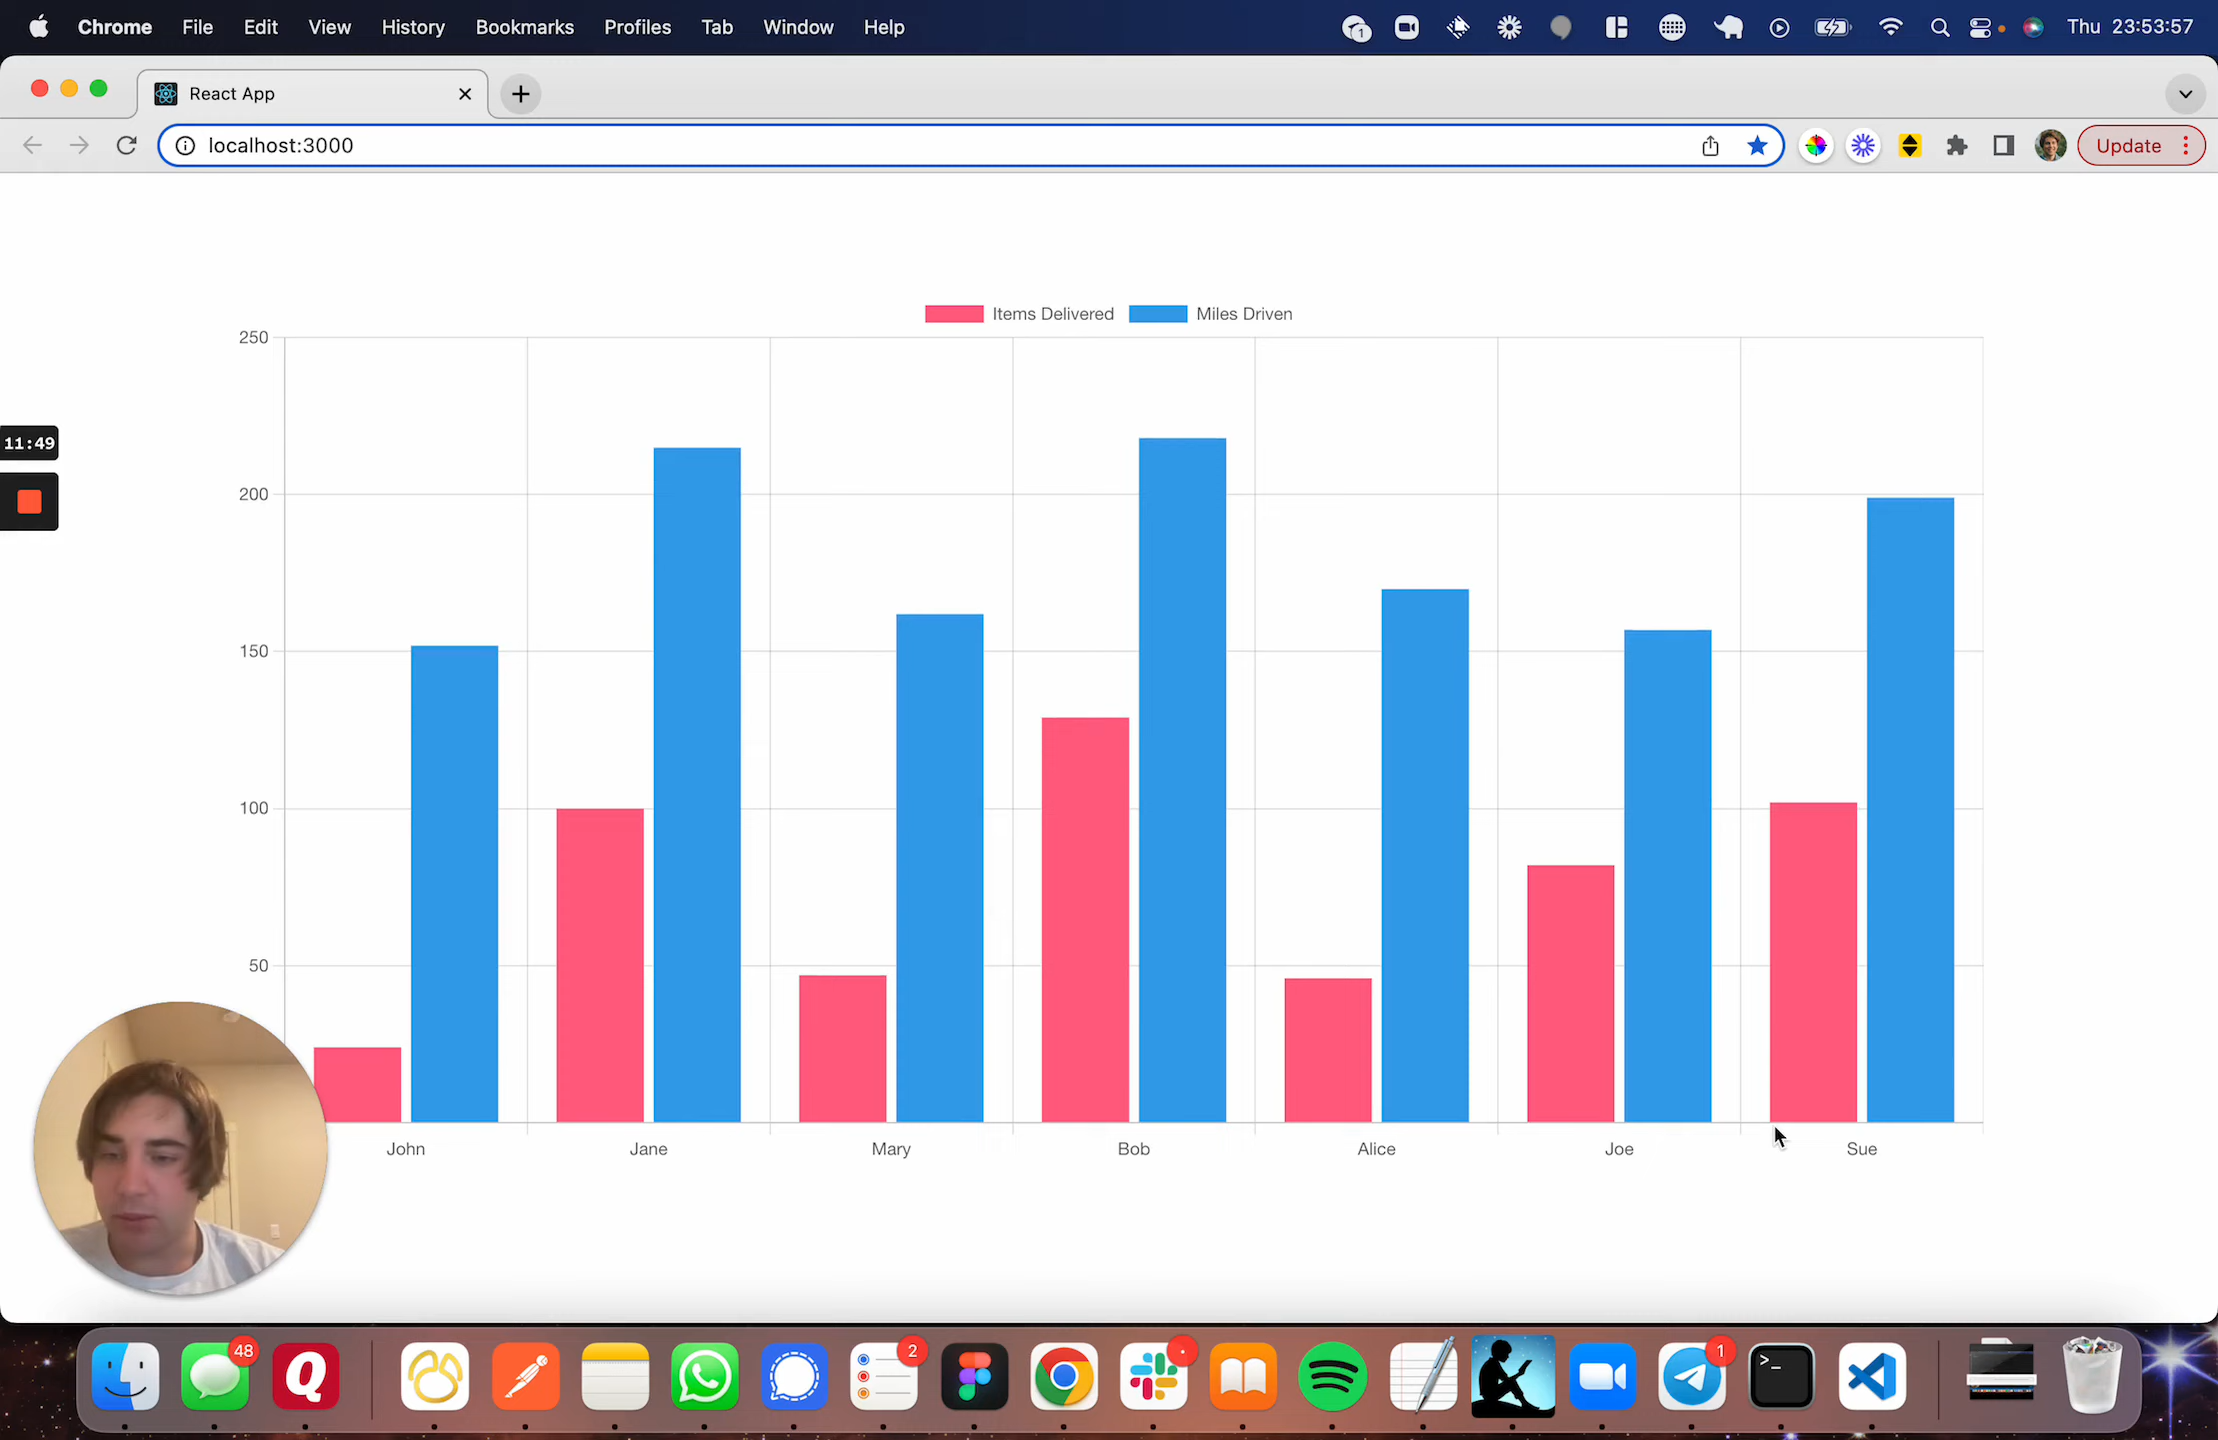 Chrome File Edit View History Bookmarks Profiles Tab Window Help 1 Thu 23:53:57
React App
localhost:3000 Update
Items Delivered Miles Driven
250
200
150
100
50
11:49
John Jane Mary Bob Alice Joe Sue
48 Q 2 1 >_